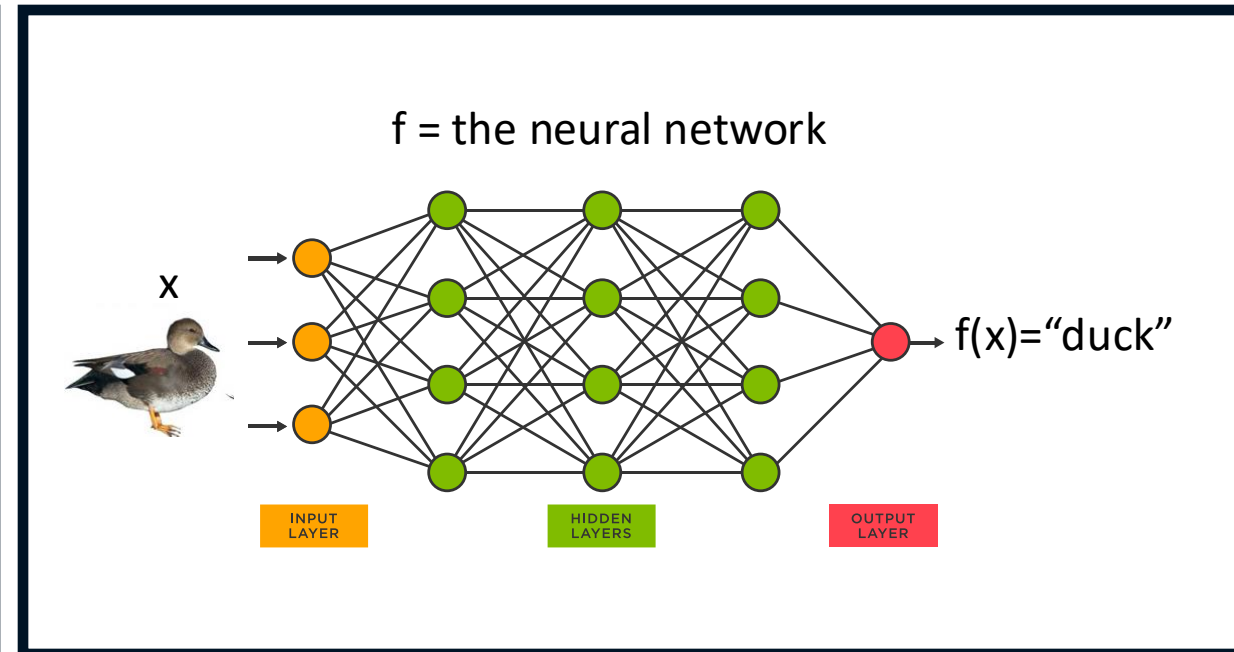 f = the neural network
x
f(x)=“duck”
INPUT
LAYER
HIDDEN
LAYERS
OUTPUT
LAYER